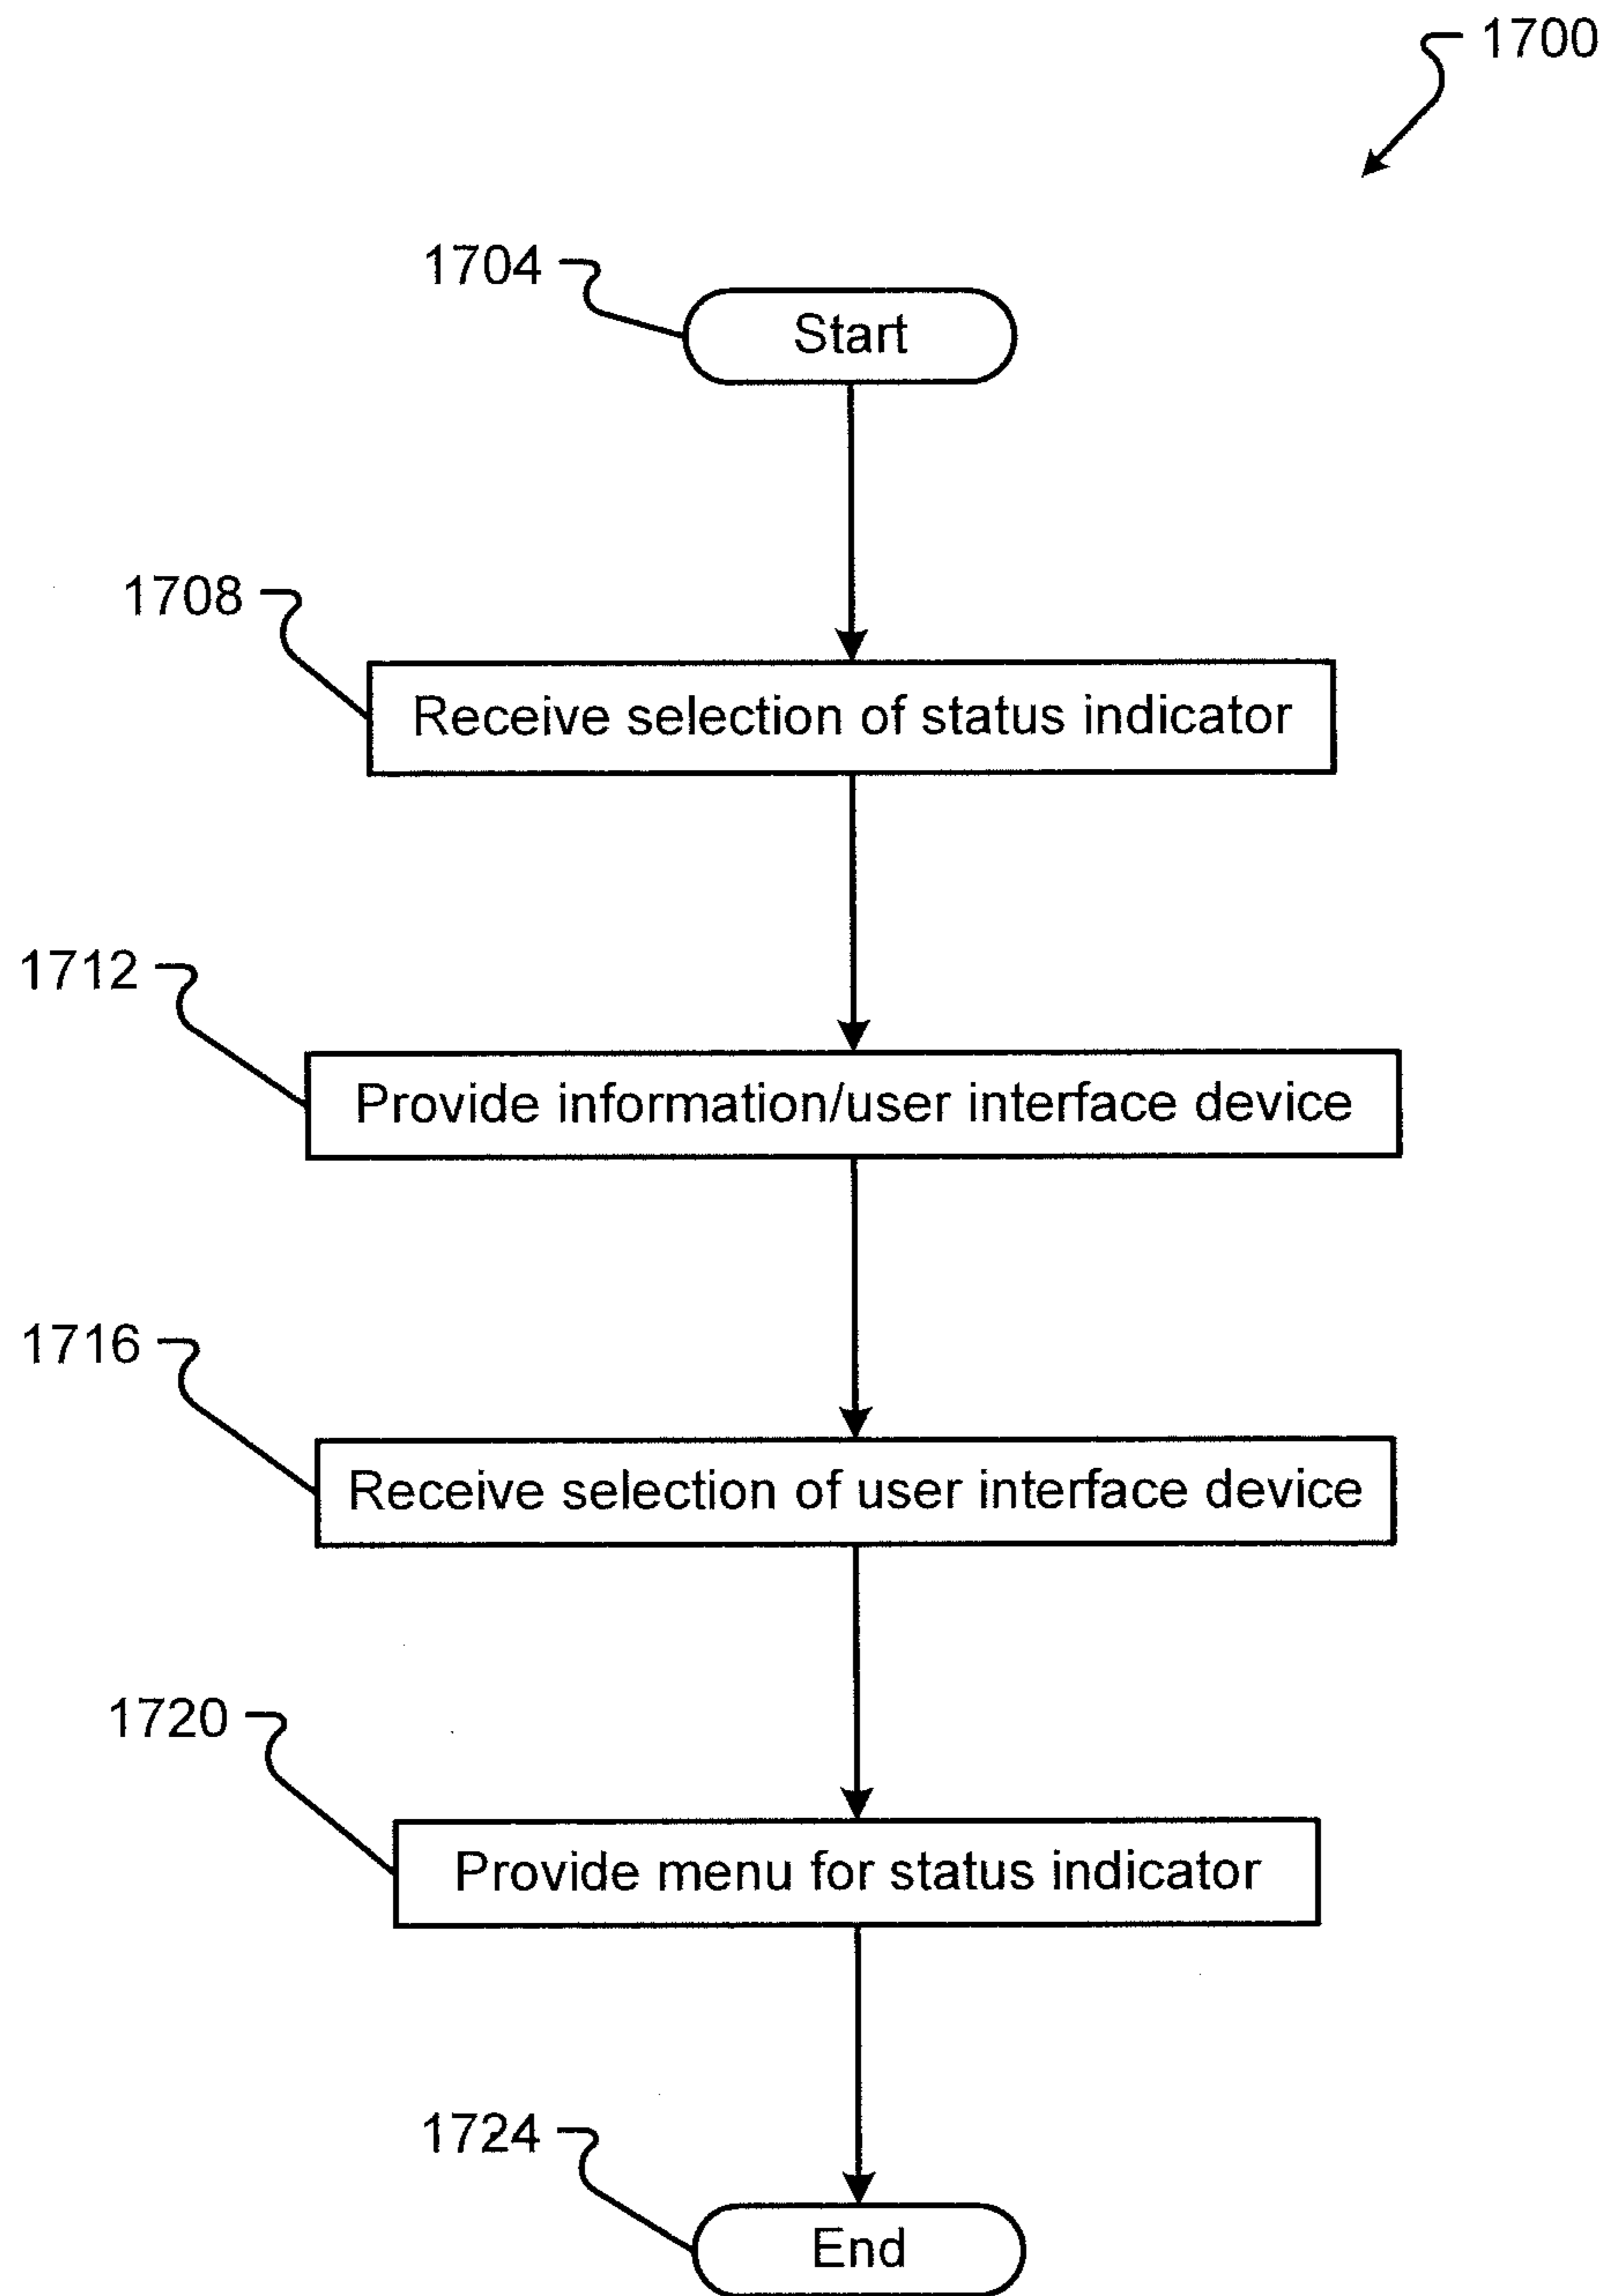 1700
1704
Start
1708
Receive selection of status indicator
1712
Provide information/user interface device
1716
Receive selection of user interface device
1720
Provide menu for status indicator
1724
End